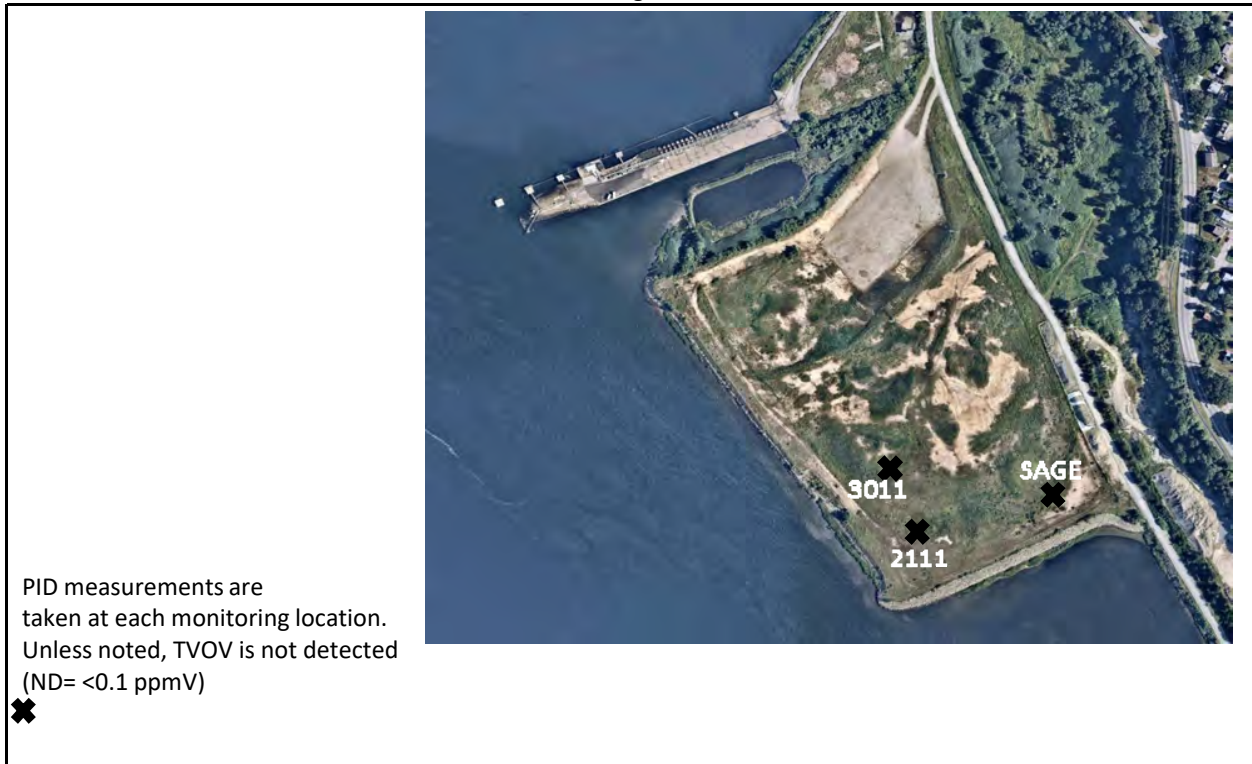 SAGE
3011
2111
PID measurements are
taken at each monitoring location.
Unless noted, TVOV is not detected
(ND= <0.1 ppmV)